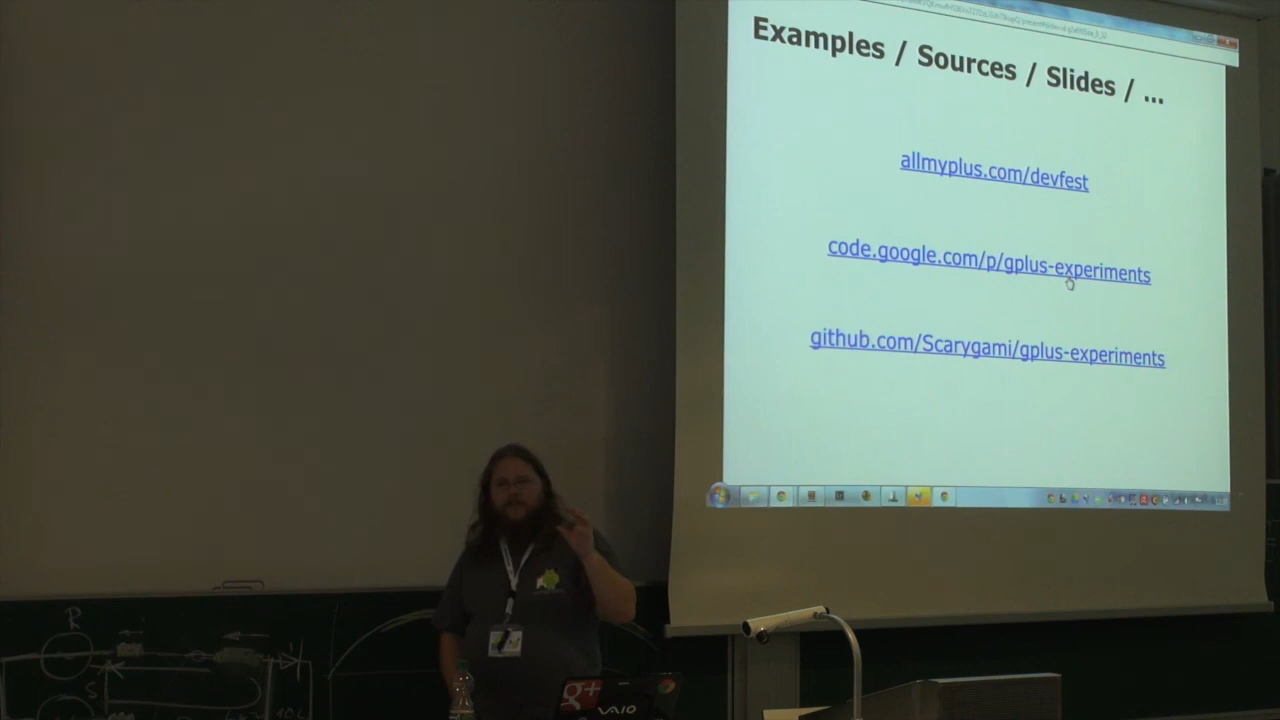 Examples / Sources / Slides / ...
allmyplus.com/devfest
code.google.com/p/gplus-experiments
github.com/Scarygami/gplus-experiments
R
S
g+
VAIO